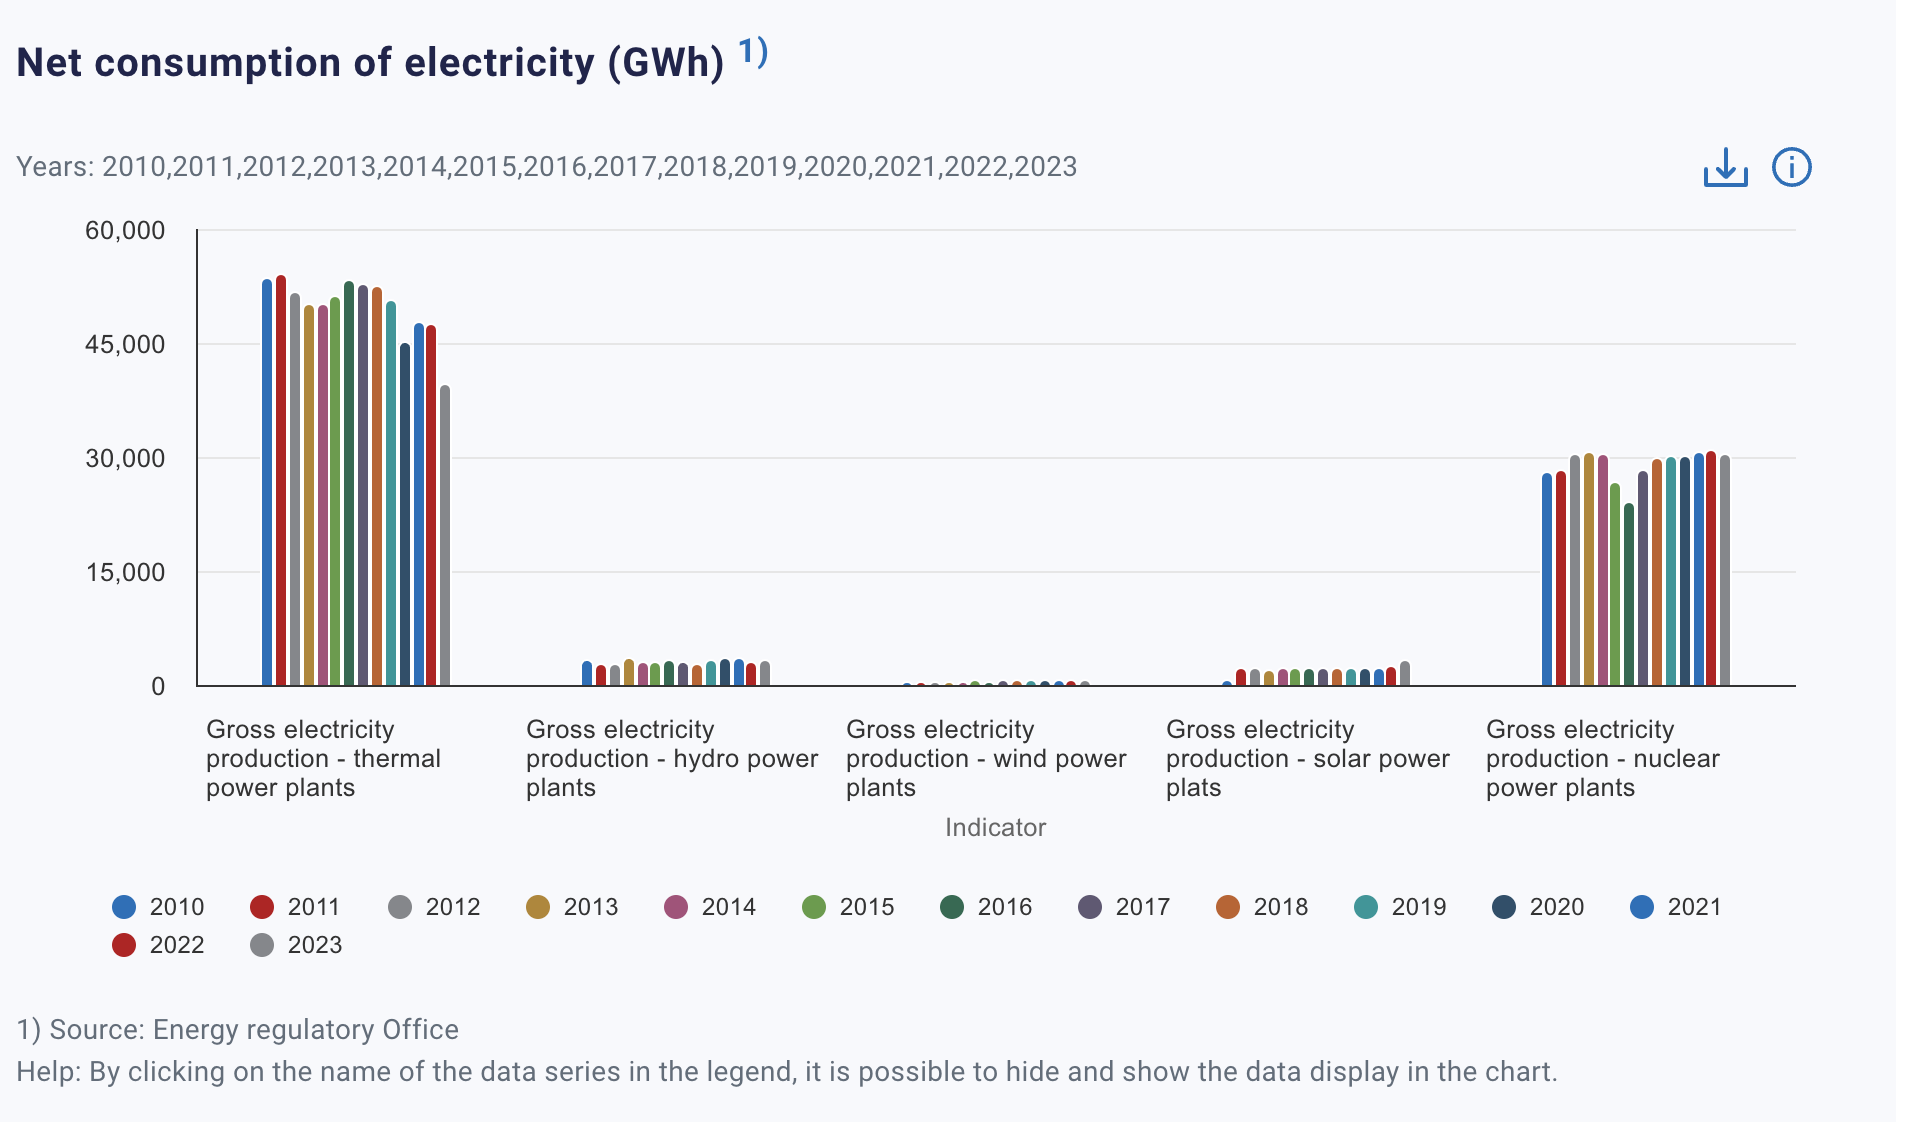 Net consumption of electricity (GWh) 1)
Years: 2010,2011,2012,2013,2014,2015,2016,2017,2018,2019,2020,2021,2022,2023
60,000
45,000
30,000
15,000
0
Gross electricity
production - thermal
power plants
Gross electricity
production - hydro power
plants
Gross electricity
production - wind power
plants
Gross electricity
production - solar power
plats
Gross electricity
production - nuclear
power plants
Indicator
2010 2011 2012 2013 2014 2015 2016 2017 2018 2019 2020 2021
2022 2023
1) Source: Energy regulatory Office
Help: By clicking on the name of the data series in the legend, it is possible to hide and show the data display in the chart.